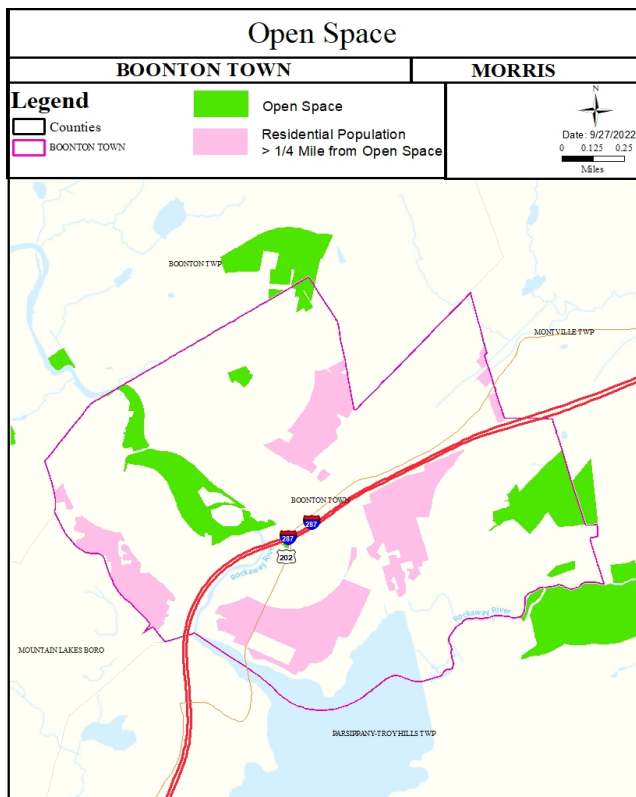 Open Space
BOONTON TOWN
MORRIS
Legend
Counties
BOONTON TOWN
Open Space
Residential Population
> 1/4 Mile from Open Space
N
Date: 9/27/2022
0 0.125 0.25
Miles
BOONTON TWP
MONTVILLE TWP
BOONTON TOWN
287
287
202
Rockaway River
Rockaway River
MOUNTAIN LAKES BORO
PARSIPPANY-TROY HILLS TWP